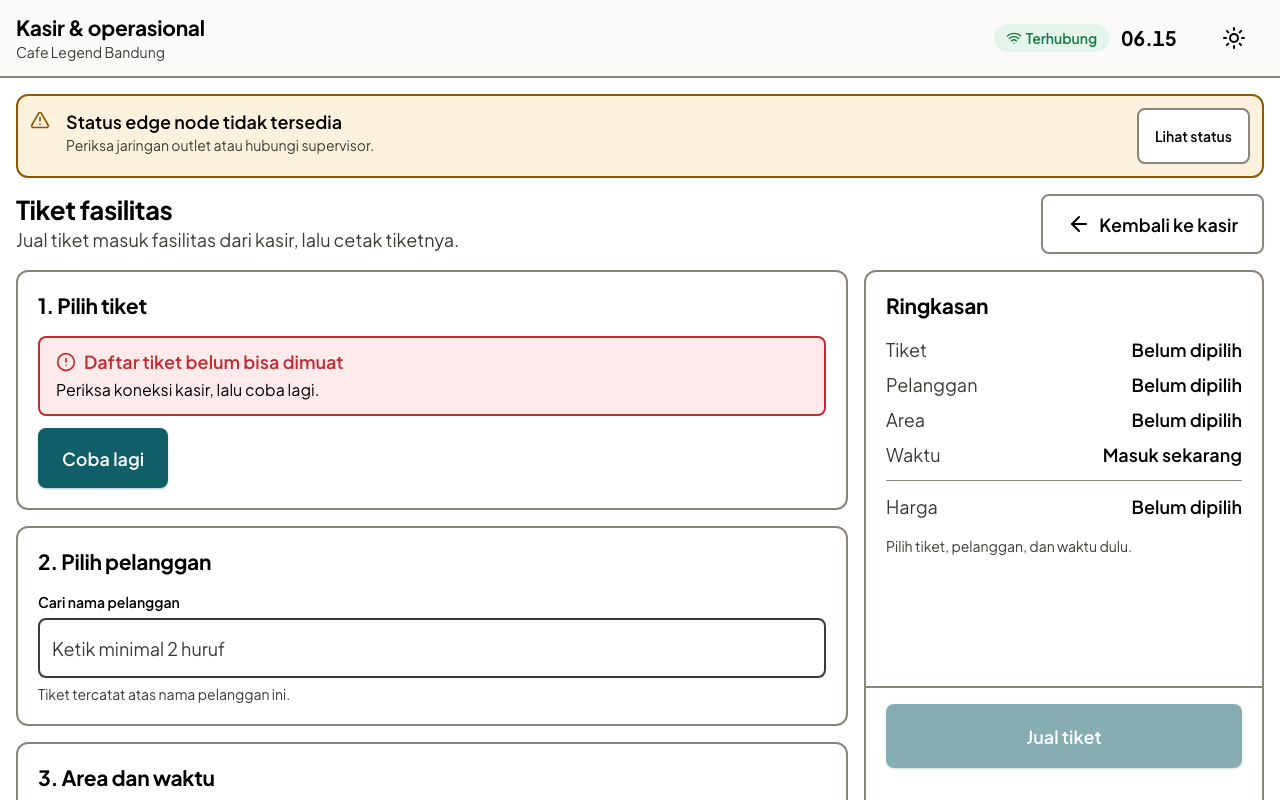 Kasir & operasional
Cafe Legend Bandung
Terhubung
06.15
Status edge node tidak tersedia
Periksa jaringan outlet atau hubungi supervisor.
Lihat status
Tiket fasilitas
Jual tiket masuk fasilitas dari kasir, lalu cetak tiketnya.
Kembali ke kasir
1. Pilih tiket
Daftar tiket belum bisa dimuat
Periksa koneksi kasir, lalu coba lagi.
Coba lagi
2. Pilih pelanggan
Cari nama pelanggan
Ketik minimal 2 huruf
Tiket tercatat atas nama pelanggan ini.
3. Area dan waktu
Ringkasan
Tiket Belum dipilih
Pelanggan Belum dipilih
Area Belum dipilih
Waktu Masuk sekarang
Harga Belum dipilih
Pilih tiket, pelanggan, dan waktu dulu.
Jual tiket